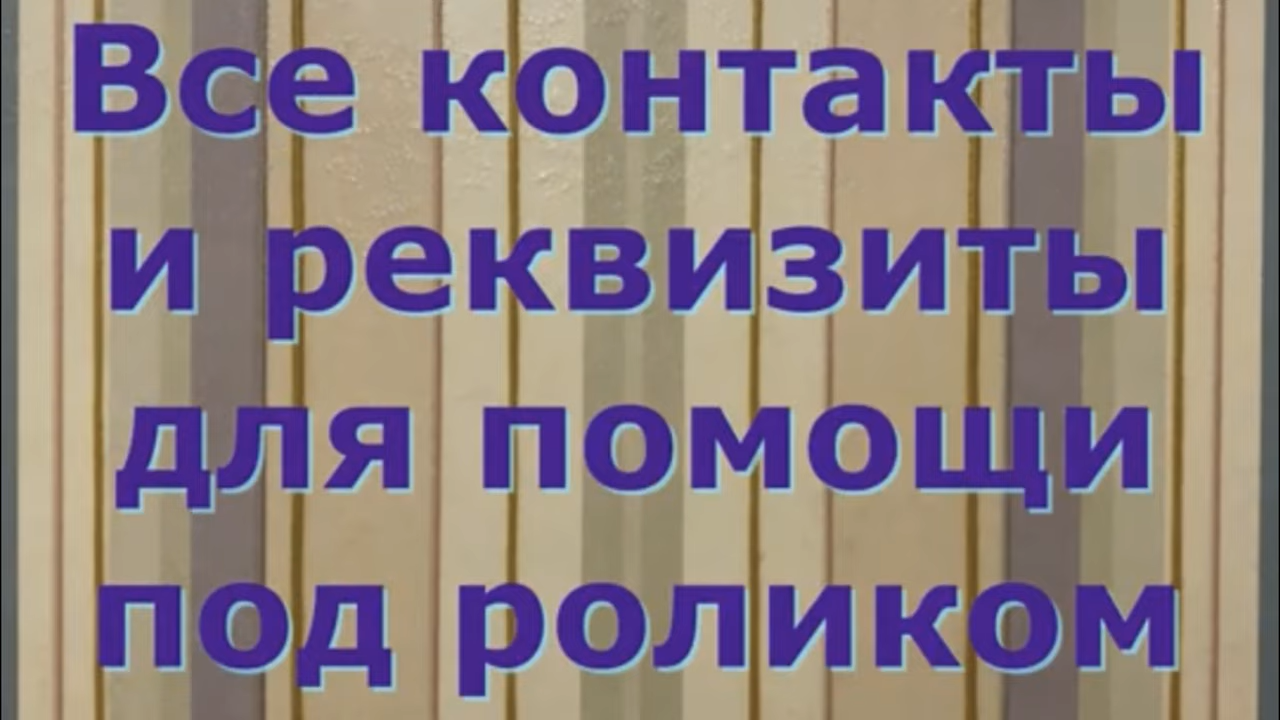 Все контакты
и реквизиты
для помощи
под роликом